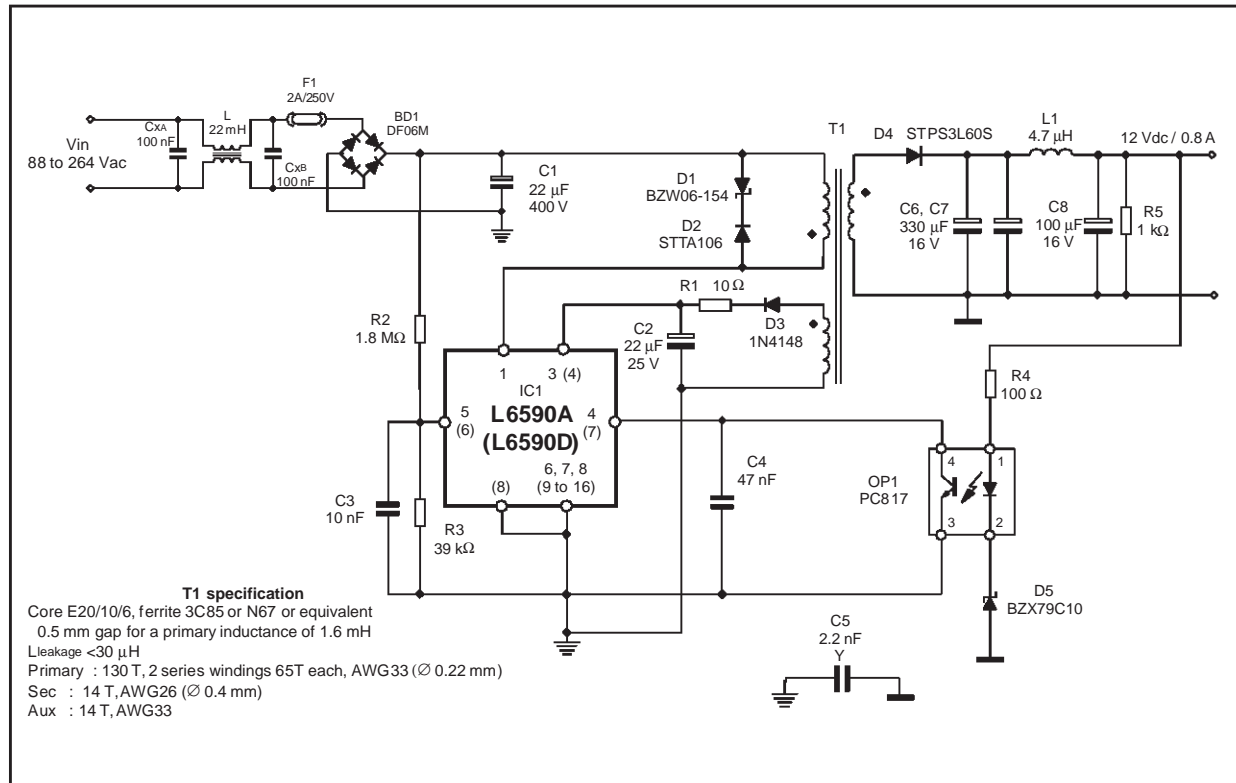 F1
2A/250V
L
22 mH
CxA
100 nF
CxB
100 nF
BD1
DF06M
Vin
88 to 264 Vac
C1
22 µF
400 V
D1
BZW06-154
D2
STTA106
T1
D4 STPS3L60S
L1
4.7 µH
12 Vdc / 0.8 A
C6, C7
330 µF
16 V
C8
100 µF
16 V
R5
1 kΩ
R1 10 Ω
D3
1N4148
C2
22 µF
25 V
R2
1.8 MΩ
1
3 (4)
IC1
L6590A
(L6590D)
5
(6)
4
(7)
6, 7, 8
(9 to 16)
(8)
C3
10 nF
R3
39 kΩ
C4
47 nF
R4
100 Ω
OP1
PC817
4
1
3
2
D5
BZX79C10
C5
2.2 nF
Y
T1 specification
Core E20/10/6, ferrite 3C85 or N67 or equivalent
0.5 mm gap for a primary inductance of 1.6 mH
Lleakage <30 µH
Primary : 130 T, 2 series windings 65T each, AWG33 (∅ 0.22 mm)
Sec : 14 T, AWG26 (∅ 0.4 mm)
Aux : 14 T, AWG33